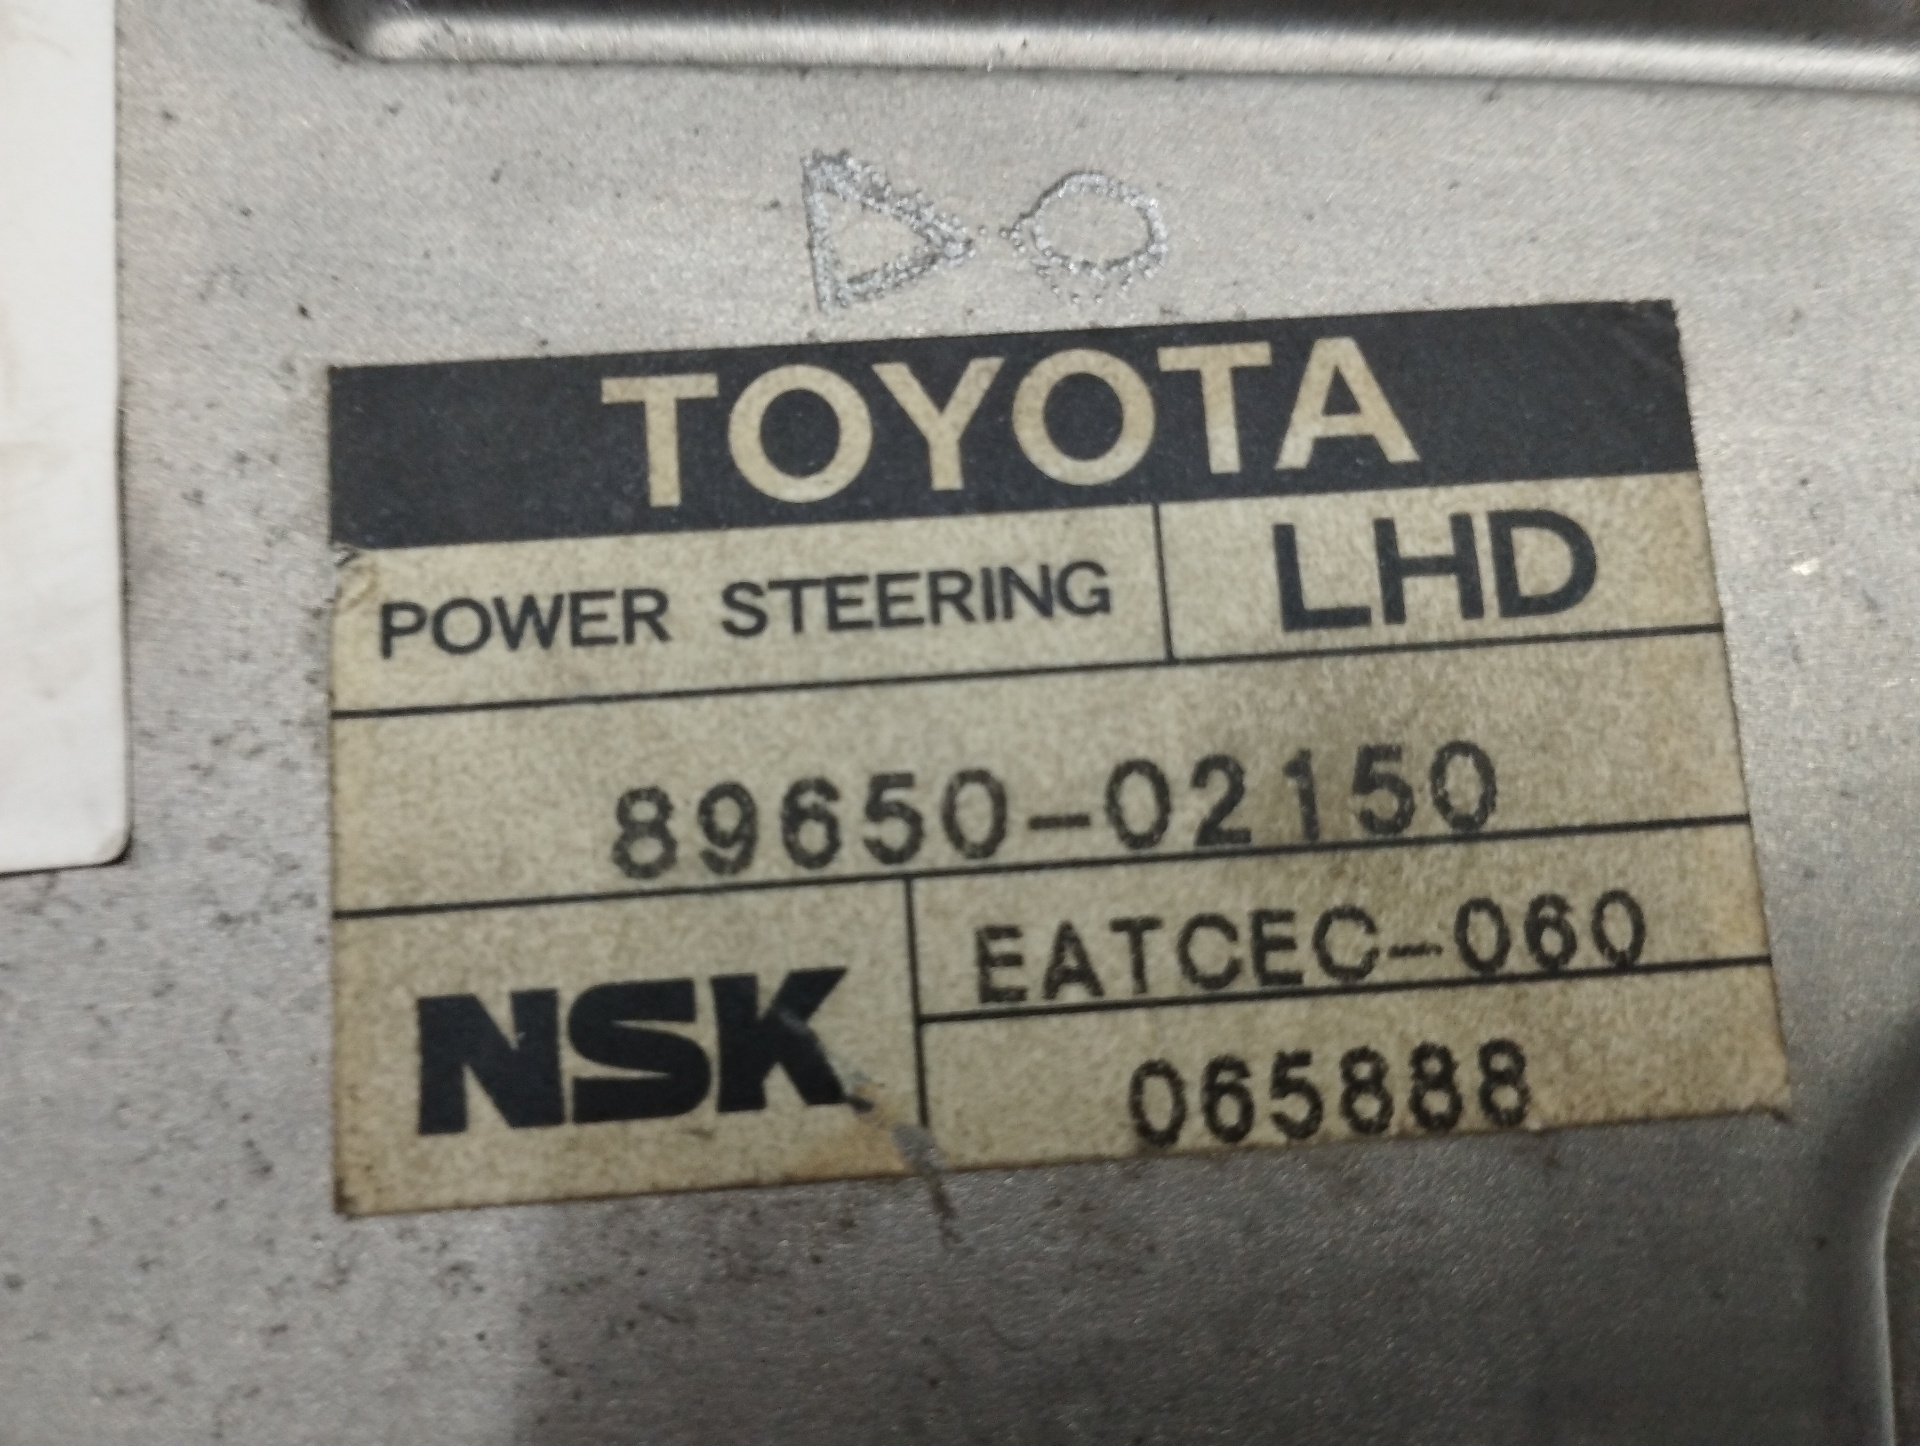 TOYOTA
POWER STEERING LHD
89650-02150
NSK
EATCEC-060
065888